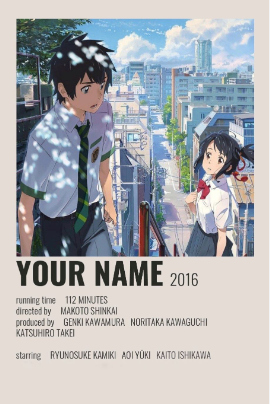 YOUR NAME 2016
running time 112 MINUTES
directed by MAKOTO SHINKAI
produced by GENKI KAWAMURA NORITAKA KAWAGUCHI
KATSUHIRO TAKEI
starring RYUNOSUKE KAMIKI AOI YŪKI KAITO ISHIKAWA